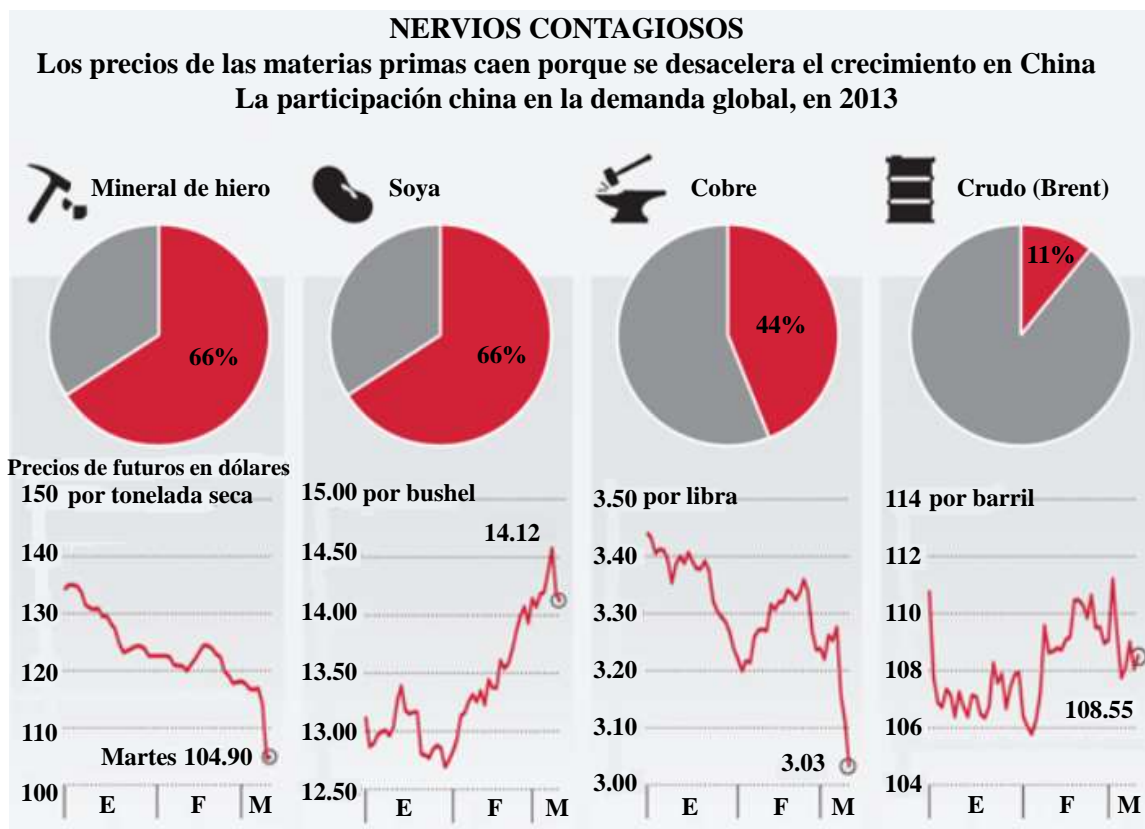 NERVIOS CONTAGIOSOS
Los precios de las materias primas caen porque se desacelera el crecimiento en China
La participación china en la demanda global, en 2013
Mineral de hiero
Soya
Cobre
Crudo (Brent)
66%
66%
44%
11%
Precios de futuros en dólares
150 por tonelada seca
140
130
120
110
Martes 104.90
100
E F M
15.00 por bushel
14.12
14.50
14.00
13.50
13.00
12.50
E F M
3.50 por libra
3.40
3.30
3.20
3.10
3.03
3.00
E F M
114 por barril
112
110
108
108.55
106
104
E F M